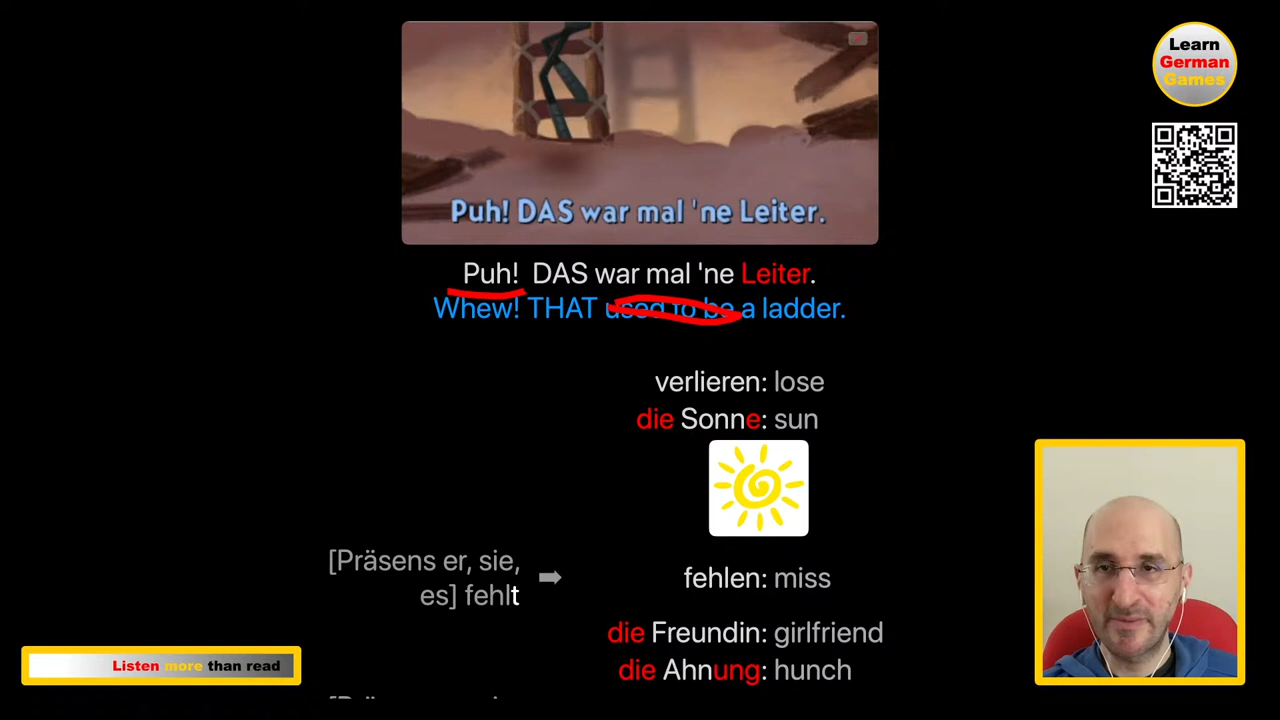 Learn
German
Games
Puh! DAS war mal 'ne Leiter.
Puh! DAS war mal 'ne Leiter.
Whew! THAT used to be a ladder.
verlieren: lose
die Sonne: sun
[Präsens er, sie,
es] fehlt
fehlen: miss
die Freundin: girlfriend
die Ahnung: hunch
Listen more than read